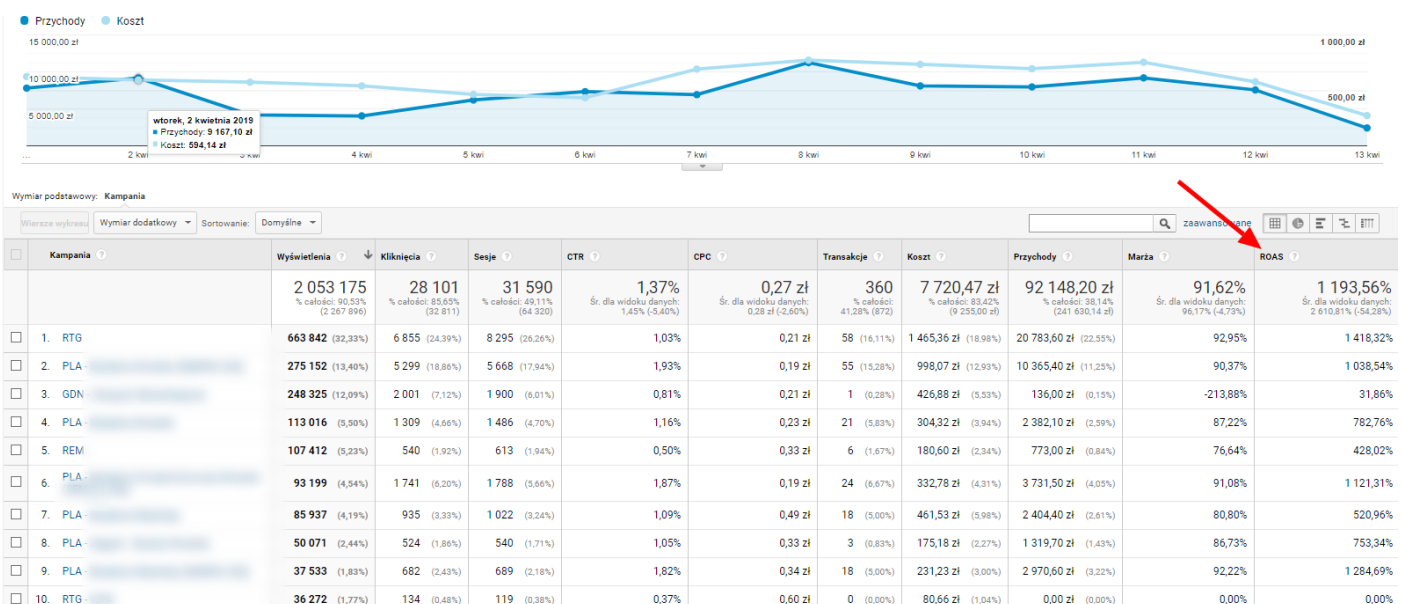 Przychody Koszt
15 000,00 zł 1 000,00 zł
10 000,00 zł
500,00 zł
5 000,00 zł
wtorek, 2 kwietnia 2019
Przychody: 9 167,10 zł
Koszt: 594,14 zł
... 2 kwi 3 kwi 4 kwi 5 kwi 6 kwi 7 kwi 8 kwi 9 kwi 10 kwi 11 kwi 12 kwi 13 kwi
Wymiar podstawowy: Kampania
Wiersze wykresu Wymiar dodatkowy Sortowanie: Domyślne zaawansowane
Kampania ? Wyświetlenia ? Kliknięcia ? Sesje ? CTR ? CPC ? Transakcje ? Koszt ? Przychody ? Marża ? ROAS ?
2 053 175 28 101 31 590 1,37% 0,27 zł 360 7 720,47 zł 92 148,20 zł 91,62% 1 193,56%
% całości: 90,53% % całości: 85,65% % całości: 49,11% Śr. dla widoku danych: Śr. dla widoku danych: % całości: % całości: 83,42% % całości: 38,14% Śr. dla widoku danych: Śr. dla widoku danych:
(2 267 896) (32 811) (64 320) 1,45% (-5,40%) 0,28 zł (-2,60%) 41,28% (872) (9 255,00 zł) (241 630,14 zł) 96,17% (-4,73%) 2 610,81% (-54,28%)
1. RTG 663 842 (32,33%) 6 855 (24,39%) 8 295 (26,26%) 1,03% 0,21 zł 58 (16,11%) 1 465,36 zł (18,98%) 20 783,60 zł (22,55%) 92,95% 1 418,32%
2. PLA - 275 152 (13,40%) 5 299 (18,86%) 5 668 (17,94%) 1,93% 0,19 zł 55 (15,28%) 998,07 zł (12,93%) 10 365,40 zł (11,25%) 90,37% 1 038,54%
3. GDN 248 325 (12,09%) 2 001 (7,12%) 1 900 (6,01%) 0,81% 0,21 zł 1 (0,28%) 426,88 zł (5,53%) 136,00 zł (0,15%) -213,88% 31,86%
4. PLA - 113 016 (5,50%) 1 309 (4,66%) 1 486 (4,70%) 1,16% 0,23 zł 21 (5,83%) 304,32 zł (3,94%) 2 382,10 zł (2,59%) 87,22% 782,76%
5. REM 107 412 (5,23%) 540 (1,92%) 613 (1,94%) 0,50% 0,33 zł 6 (1,67%) 180,60 zł (2,34%) 773,00 zł (0,84%) 76,64% 428,02%
6. PLA - 93 199 (4,54%) 1 741 (6,20%) 1 788 (5,66%) 1,87% 0,19 zł 24 (6,67%) 332,78 zł (4,31%) 3 731,50 zł (4,05%) 91,08% 1 121,31%
7. PLA - 85 937 (4,19%) 935 (3,33%) 1 022 (3,24%) 1,09% 0,49 zł 18 (5,00%) 461,53 zł (5,98%) 2 404,40 zł (2,61%) 80,80% 520,96%
8. PLA - 50 071 (2,44%) 524 (1,86%) 540 (1,71%) 1,05% 0,33 zł 3 (0,83%) 175,18 zł (2,27%) 1 319,70 zł (1,43%) 86,73% 753,34%
9. PLA - 37 533 (1,83%) 682 (2,43%) 689 (2,18%) 1,82% 0,34 zł 18 (5,00%) 231,23 zł (3,00%) 2 970,60 zł (3,22%) 92,22% 1 284,69%
10. RTG - 36 272 (1,77%) 134 (0,48%) 119 (0,38%) 0,37% 0,60 zł 0 (0,00%) 80,66 zł (1,04%) 0,00 zł (0,00%) 0,00% 0,00%